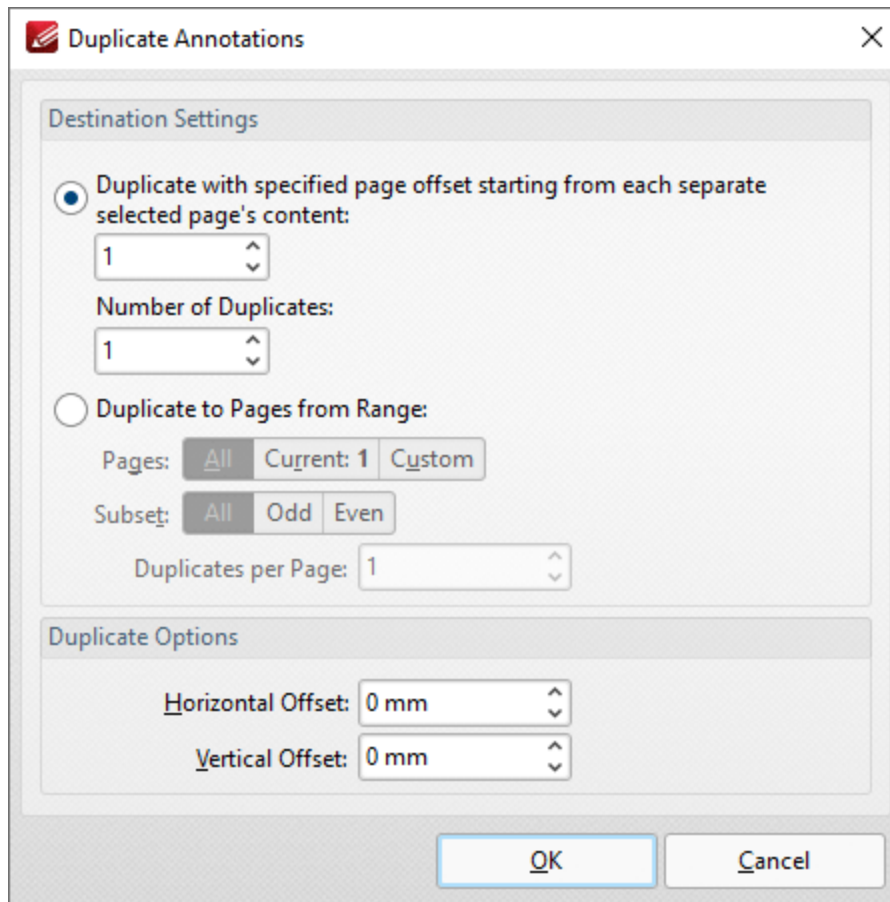 Duplicate Annotations
Destination Settings
Duplicate with specified page offset starting from each separate
selected page's content:
1
Number of Duplicates:
1
Duplicate to Pages from Range:
Pages: All Current: 1 Custom
Subset: All Odd Even
Duplicates per Page: 1
Duplicate Options
Horizontal Offset: 0 mm
Vertical Offset: 0 mm
OK Cancel